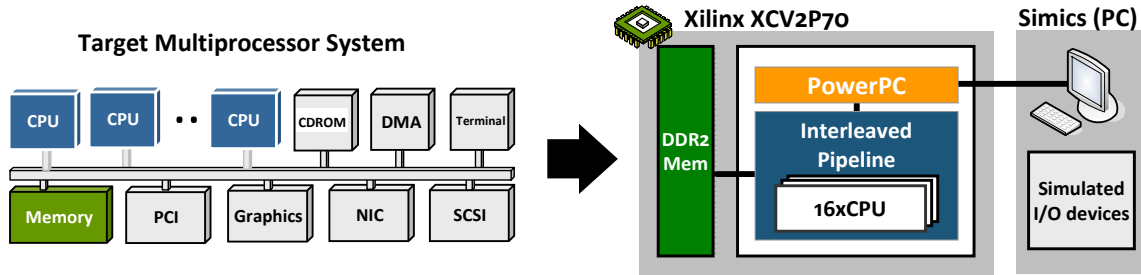 Target Multiprocessor System
CPU
CPU
• •
CPU
CDROM
DMA
Terminal
Memory
PCI
Graphics
NIC
SCSI
Xilinx XCV2P70
DDR2
Mem
PowerPC
Interleaved
Pipeline
16xCPU
Simics (PC)
Simulated
I/O devices